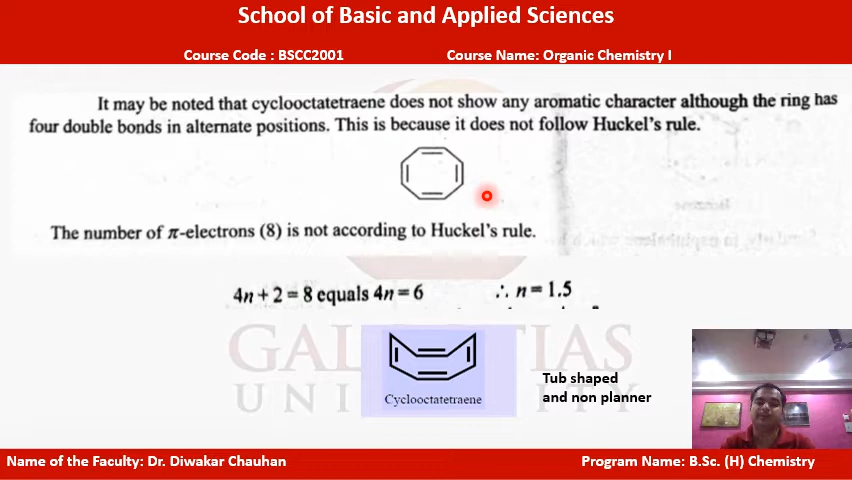 School of Basic and Applied Sciences
Course Code : BSCC2001 Course Name: Organic Chemistry I
It may be noted that cyclooctatetraene does not show any aromatic character although the ring has
four double bonds in alternate positions. This is because it does not follow Huckel's rule.
The number of π-electrons (8) is not according to Huckel's rule.
4n + 2 = 8 equals 4n = 6 ∴ n = 1.5
Cyclooctatetraene
Tub shaped
and non planner
UNIVERSITY
Name of the Faculty: Dr. Diwakar Chauhan Program Name: B.Sc. (H) Chemistry